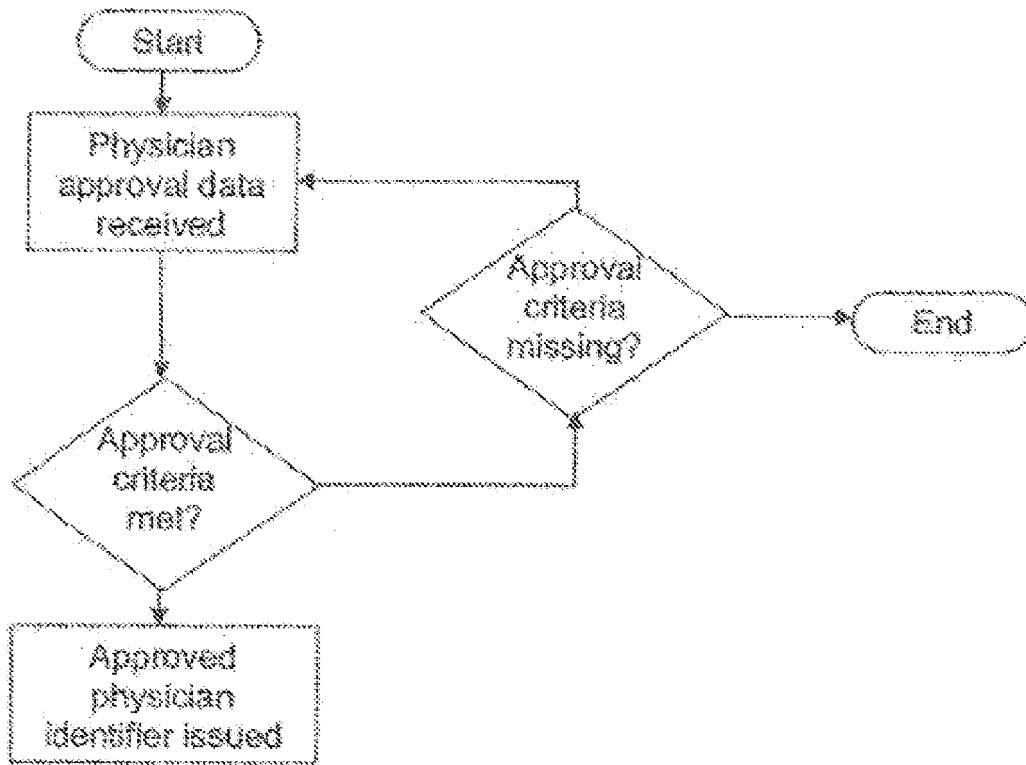 Start
Physician
approval data
received
Approval
criteria
missing?
End
Approval
criteria
met?
Approved
physician
identifier issued